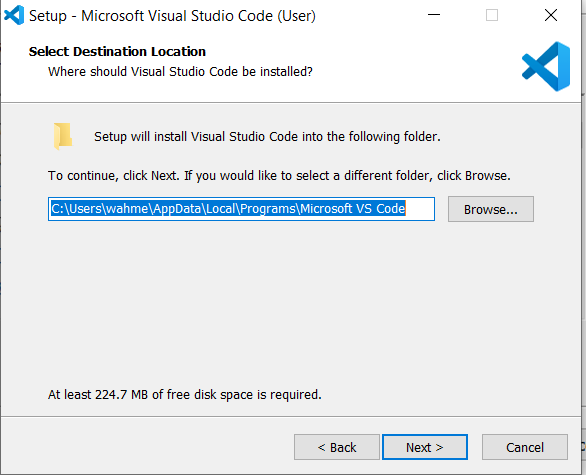 Setup - Microsoft Visual Studio Code (User)
Select Destination Location
Where should Visual Studio Code be installed?
Setup will install Visual Studio Code into the following folder.
To continue, click Next. If you would like to select a different folder, click Browse.
C:\Users\wahme\AppData\Local\Programs\Microsoft VS Code
Browse...
At least 224.7 MB of free disk space is required.
< Back
Next >
Cancel